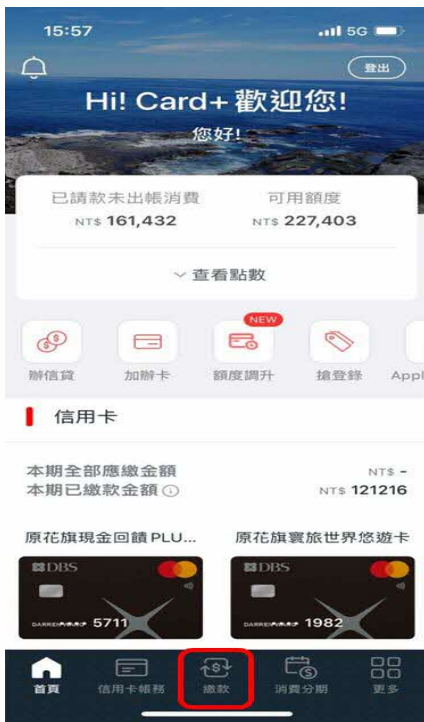 15:57 5G
登出
Hi! Card+ 歡迎您!
您好!
已請款未出帳消費 可用額度
NT$ 161,432 NT$ 227,403
查看點數
NEW
辦信貸 加辦卡 額度調升 搶登錄 Appl
信用卡
本期全部應繳金額 NT$ -
本期已繳款金額 NT$ 121216
原花旗現金回饋 PLU... 原花旗寰旅世界悠遊卡
DBS DBS
5711 1982
首頁 信用卡帳務 繳款 消費分期 更多